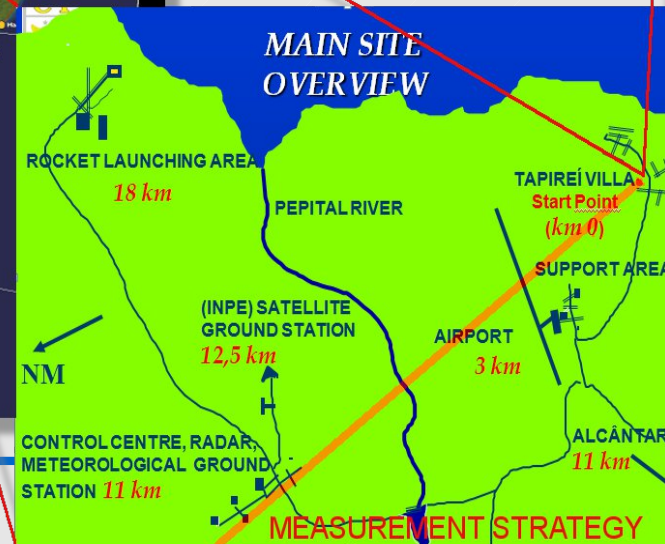 MAIN SITE
OVERVIEW
ROCKET LAUNCHING AREA
18 km
PEPITAL RIVER
TAPIREÍ VILLA
Start Point
(km 0)
SUPPORT AREA
(INPE) SATELLITE
GROUND STATION
12,5 km
AIRPORT
3 km
NM
CONTROL CENTRE, RADAR,
METEOROLOGICAL GROUND
STATION 11 km
ALCÂNTAR
11 km
MEASUREMENT STRATEGY